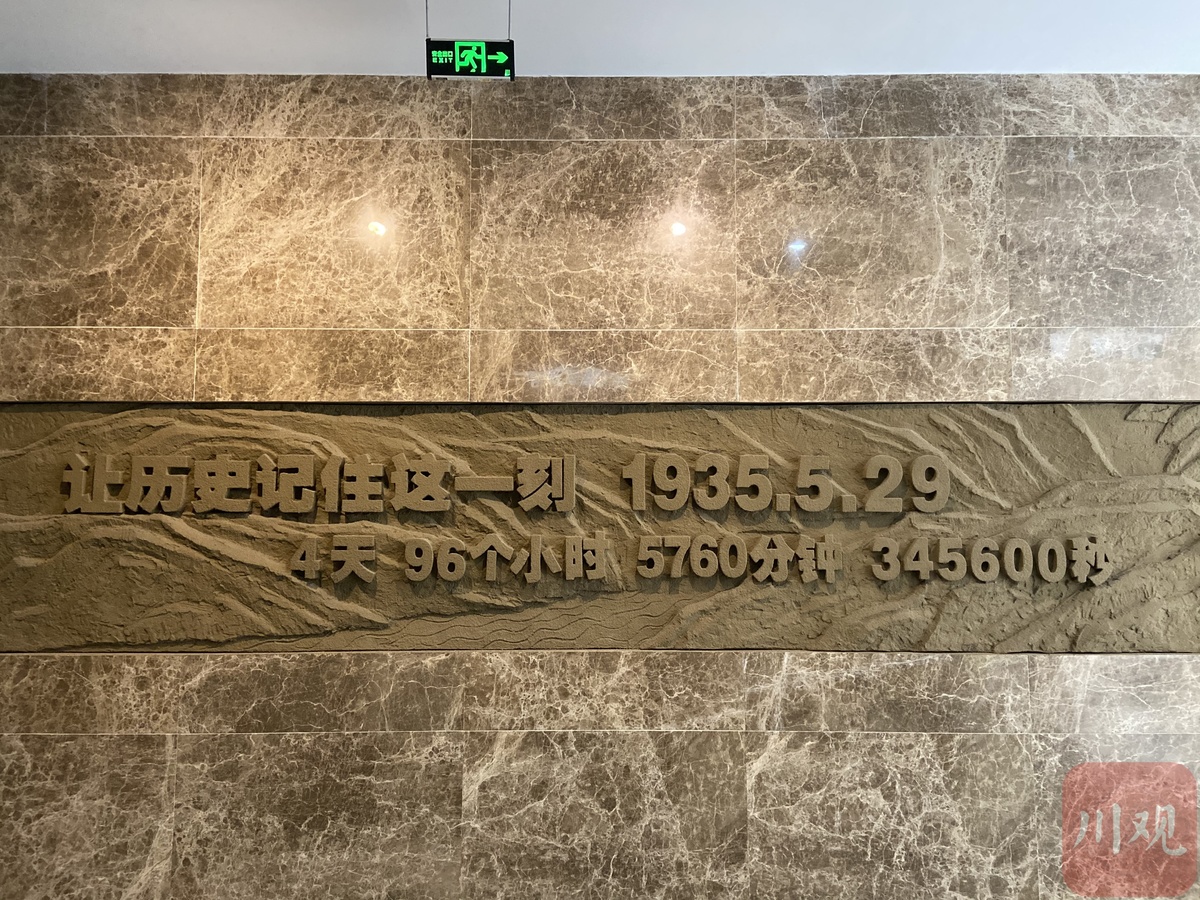 安全出口
EXIT
让历史记住这一刻 1935.5.29
4天 96个小时 5760分钟 345600秒
川观